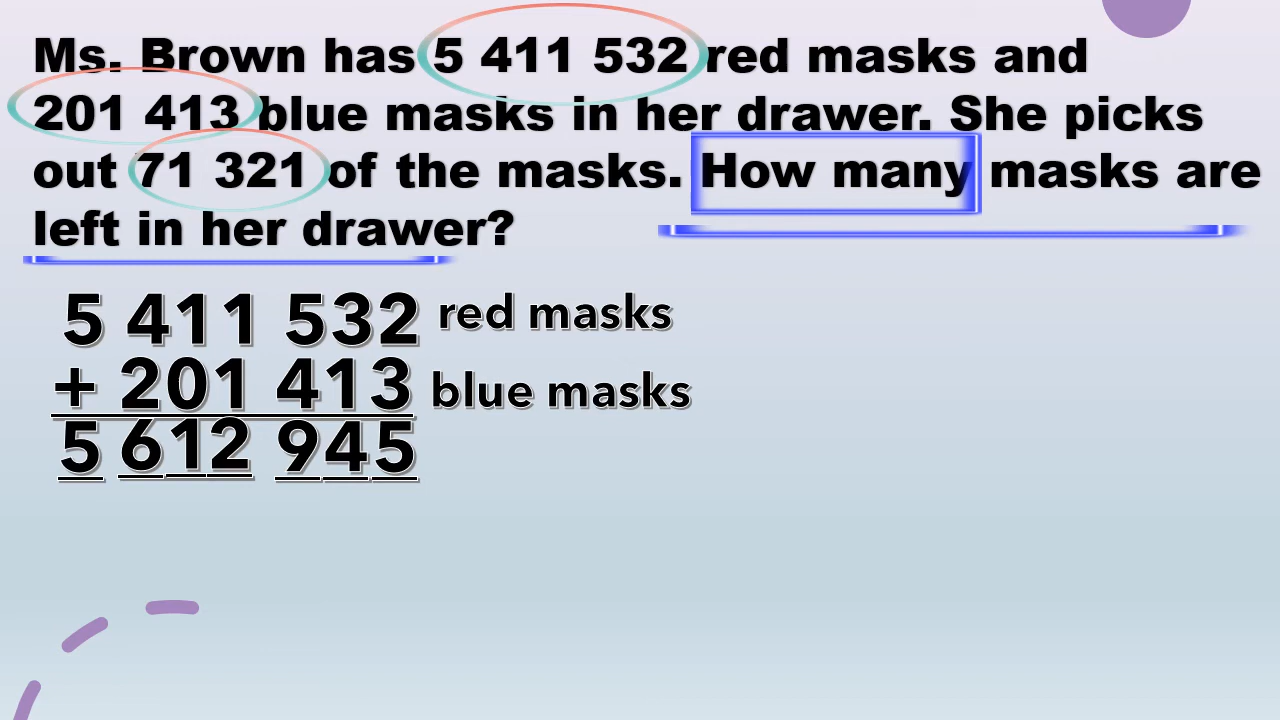 Ms. Brown has 5 411 532 red masks and
201 413 blue masks in her drawer. She picks
out 71 321 of the masks. How many masks are
left in her drawer?
5 411 532 red masks
+ 201 413 blue masks
5 612 945